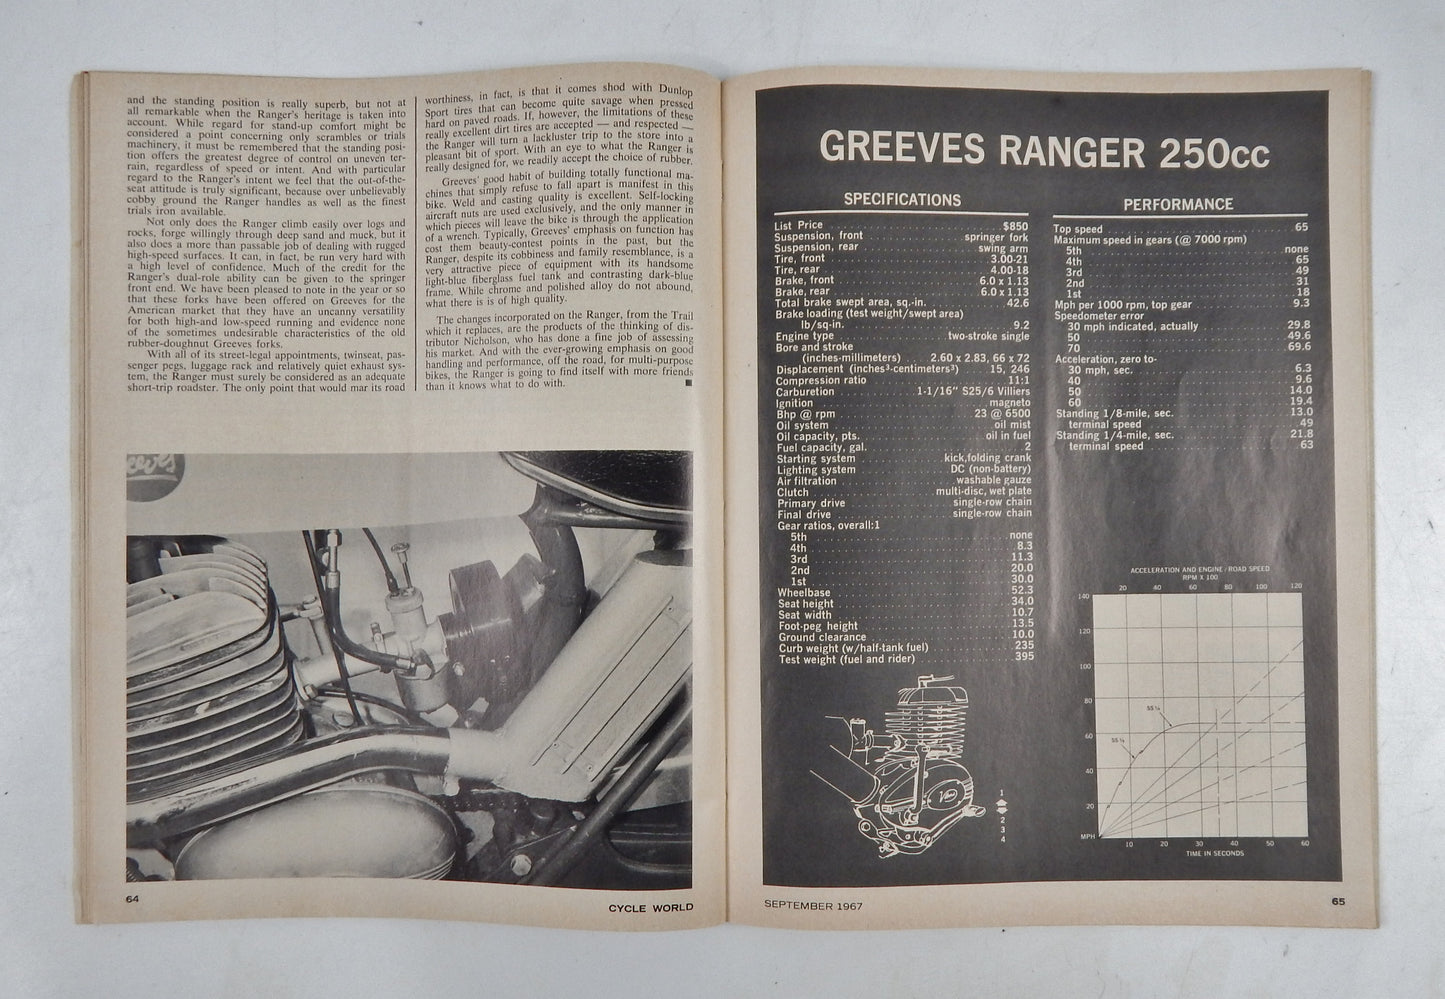 and the standing position is really superb, but not at
all remarkable when the Ranger's heritage is taken into
account. While regard for stand-up comfort might be
considered a point concerning only scrambles or trials
machinery, it must be remembered that the standing posi-
tion offers the greatest degree of control on uneven ter-
rain, regardless of speed or intent. And with particular
regard to the Ranger's intent we feel that the out-of-the-
seat attitude is truly significant, because over unbelievably
cobby ground the Ranger handles as well as the finest
trials iron available.
Not only does the Ranger climb easily over logs and
rocks, forge willingly through deep sand and muck, but it
also does a more than passable job of dealing with rugged
high-speed surfaces. It can, in fact, be run very hard with
a high level of confidence. Much of the credit for the
Ranger's dual-role ability can be given to the springer
front end. We have been pleased to note in the year or so
that these forks have been offered on Greeves for the
American market that they have an uncanny versatility
for both high-and low-speed running and evidence none
of the sometimes undesirable characteristics of the old
rubber-doughnut Greeves forks.
With all of its street-legal appointments, twinseat, pas-
senger pegs, luggage rack and relatively quiet exhaust sys-
tem, the Ranger must surely be considered as an adequate
short-trip roadster. The only point that would mar its road
worthiness, in fact, is that it comes shod with Dunlop
Sport tires that can become quite savage when pressed
hard on paved roads. If, however, the limitations of these
really excellent dirt tires are accepted — and respected —
the Ranger will turn a lackluster trip to the store into a
pleasant bit of sport. With an eye to what the Ranger is
really designed for, we readily accept the choice of rubber.
Greeves' good habit of building totally functional ma-
chines that simply refuse to fall apart is manifest in this
bike. Weld and casting quality is excellent. Self-locking
aircraft nuts are used exclusively, and the only manner in
which pieces will leave the bike is through the application
of a wrench. Typically, Greeves' emphasis on function has
cost them beauty-contest points in the past, but the
Ranger, despite its cobbiness and family resemblance, is a
very attractive piece of equipment with its handsome
light-blue fiberglass fuel tank and contrasting dark-blue
frame. While chrome and polished alloy do not abound,
what there is is of high quality.
The changes incorporated on the Ranger, from the Trail
which it replaces, are the products of the thinking of dis-
tributor Nicholson, who has done a fine job of assessing
his market. And with the ever-growing emphasis on good
handling and performance, off the road, for multi-purpose
bikes, the Ranger is going to find itself with more friends
than it knows what to do with.
64
CYCLE WORLD
GREEVES RANGER 250cc
SPECIFICATIONS
List Price $850
Suspension, front springer fork
Suspension, rear swing arm
Tire, front 3.00-21
Tire, rear 4.00-18
Brake, front 6.0 x 1.13
Brake, rear 6.0 x 1.13
Total brake swept area, sq.-in. 42.6
Brake loading (test weight/swept area)
lb/sq-in. 9.2
Engine type two-stroke single
Bore and stroke
(inches-millimeters) 2.60 x 2.83, 66 x 72
Displacement (inches³-centimeters³) 15, 246
Compression ratio 11:1
Carburetion 1-1/16" S25/6 Villiers
Ignition magneto
Bhp @ rpm 23 @ 6500
Oil system oil mist
Oil capacity, pts. oil in fuel
Fuel capacity, gal. 2
Starting system kick, folding crank
Lighting system DC (non-battery)
Air filtration washable gauze
Clutch multi-disc, wet plate
Primary drive single-row chain
Final drive single-row chain
Gear ratios, overall:1
5th none
4th 8.3
3rd 11.3
2nd 20.0
1st 30.0
Wheelbase 52.3
Seat height 34.0
Seat width 10.7
Foot-peg height 13.5
Ground clearance 10.0
Curb weight (w/half-tank fuel) 235
Test weight (fuel and rider) 395
1
2
3
4
PERFORMANCE
Top speed 65
Maximum speed in gears (@ 7000 rpm)
5th none
4th 65
3rd 49
2nd 31
1st 18
Mph per 1000 rpm, top gear 9.3
Speedometer error
30 mph indicated, actually 29.8
50 49.6
70 69.6
Acceleration, zero to-
30 mph, sec. 6.3
40 9.6
50 14.0
60 19.4
Standing 1/8-mile, sec. 13.0
terminal speed 49
Standing 1/4-mile, sec. 21.8
terminal speed 63
ACCELERATION AND ENGINE/ROAD SPEED
RPM X 100
20 40 60 80 100 120
140
120
100
80
60
40
20
MPH
SS ¼
SS ⅛
10 20 30 40 50 60
TIME IN SECONDS
SEPTEMBER 1967
65